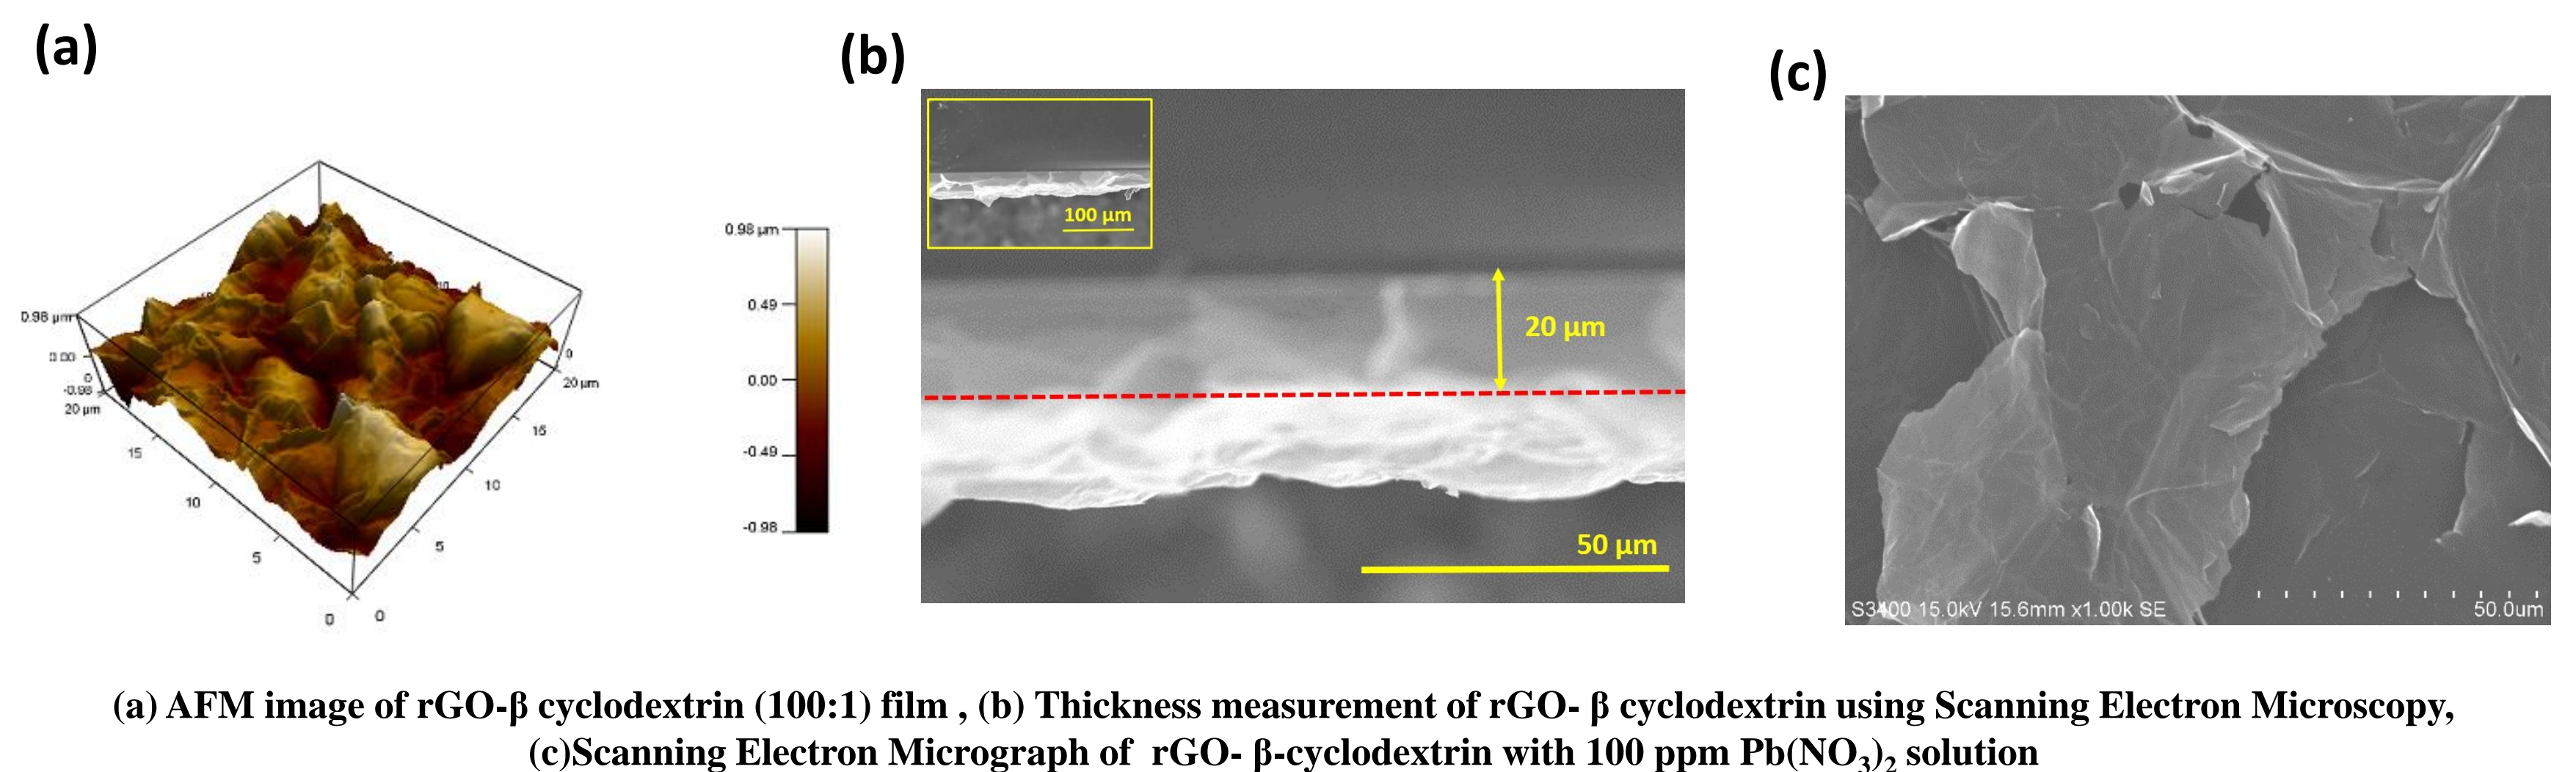 (a)
(b)
(c)
0.98 µm
0.00
0
-0.98
20 µm
15
10
5
0
0
5
10
15
20 µm
0
10
0.98 µm
0.49
0.00
-0.49
-0.98
100 µm
20 µm
50 µm
S3400 15.0kV 15.6mm x1.00k SE
50.0um
(a) AFM image of rGO-β cyclodextrin (100:1) film , (b) Thickness measurement of rGO- β cyclodextrin using Scanning Electron Microscopy,
(c)Scanning Electron Micrograph of rGO- β-cyclodextrin with 100 ppm Pb(NO₃)₂ solution